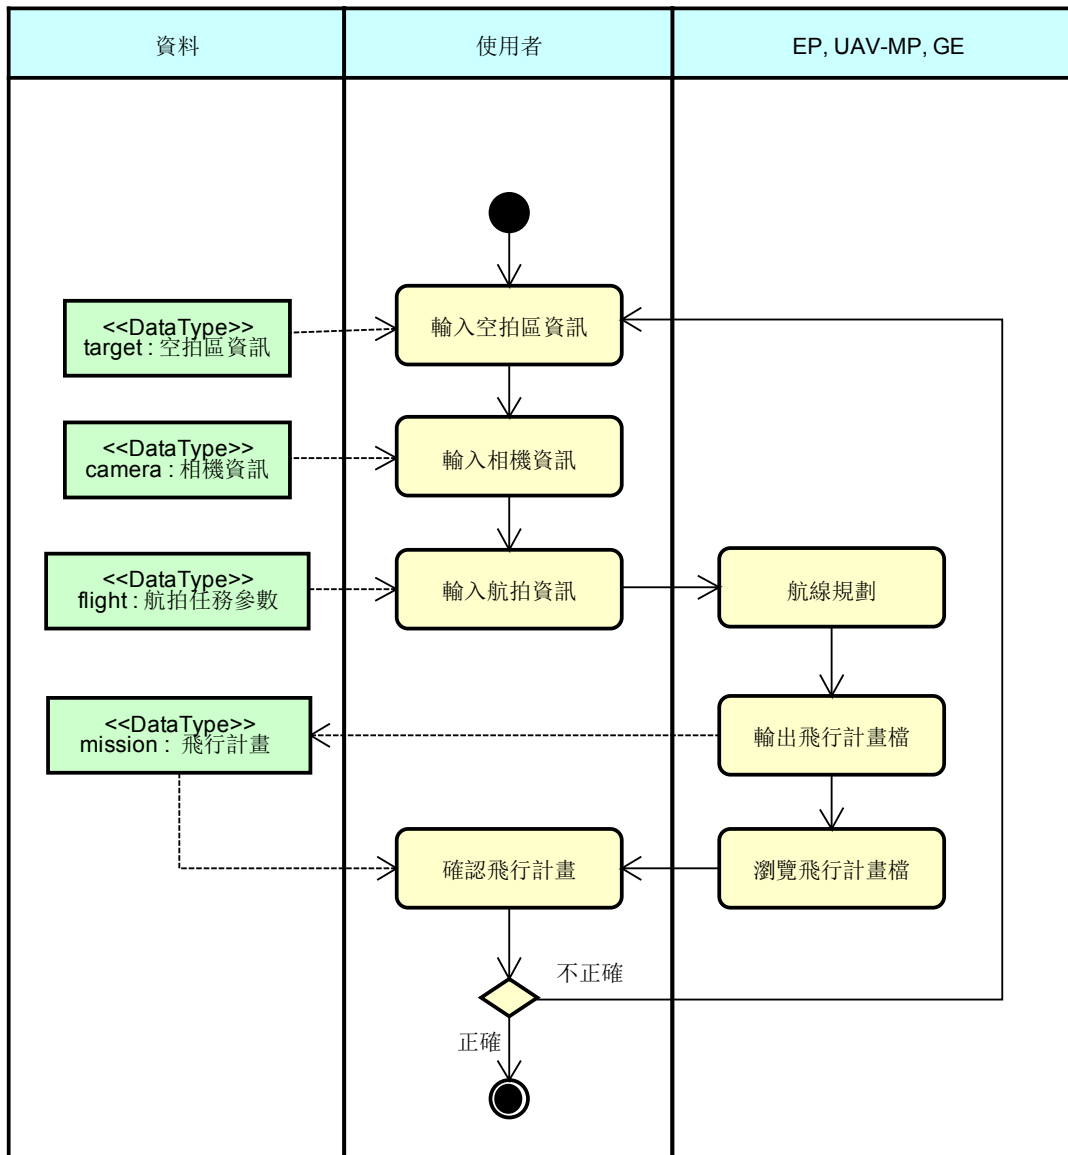 資料
使用者
EP, UAV-MP, GE
<<DataType>>
target : 空拍區資訊
輸入空拍區資訊
<<DataType>>
camera : 相機資訊
輸入相機資訊
<<DataType>>
flight : 航拍任務參數
輸入航拍資訊
航線規劃
<<DataType>>
mission : 飛行計畫
輸出飛行計畫檔
確認飛行計畫
瀏覽飛行計畫檔
不正確
正確